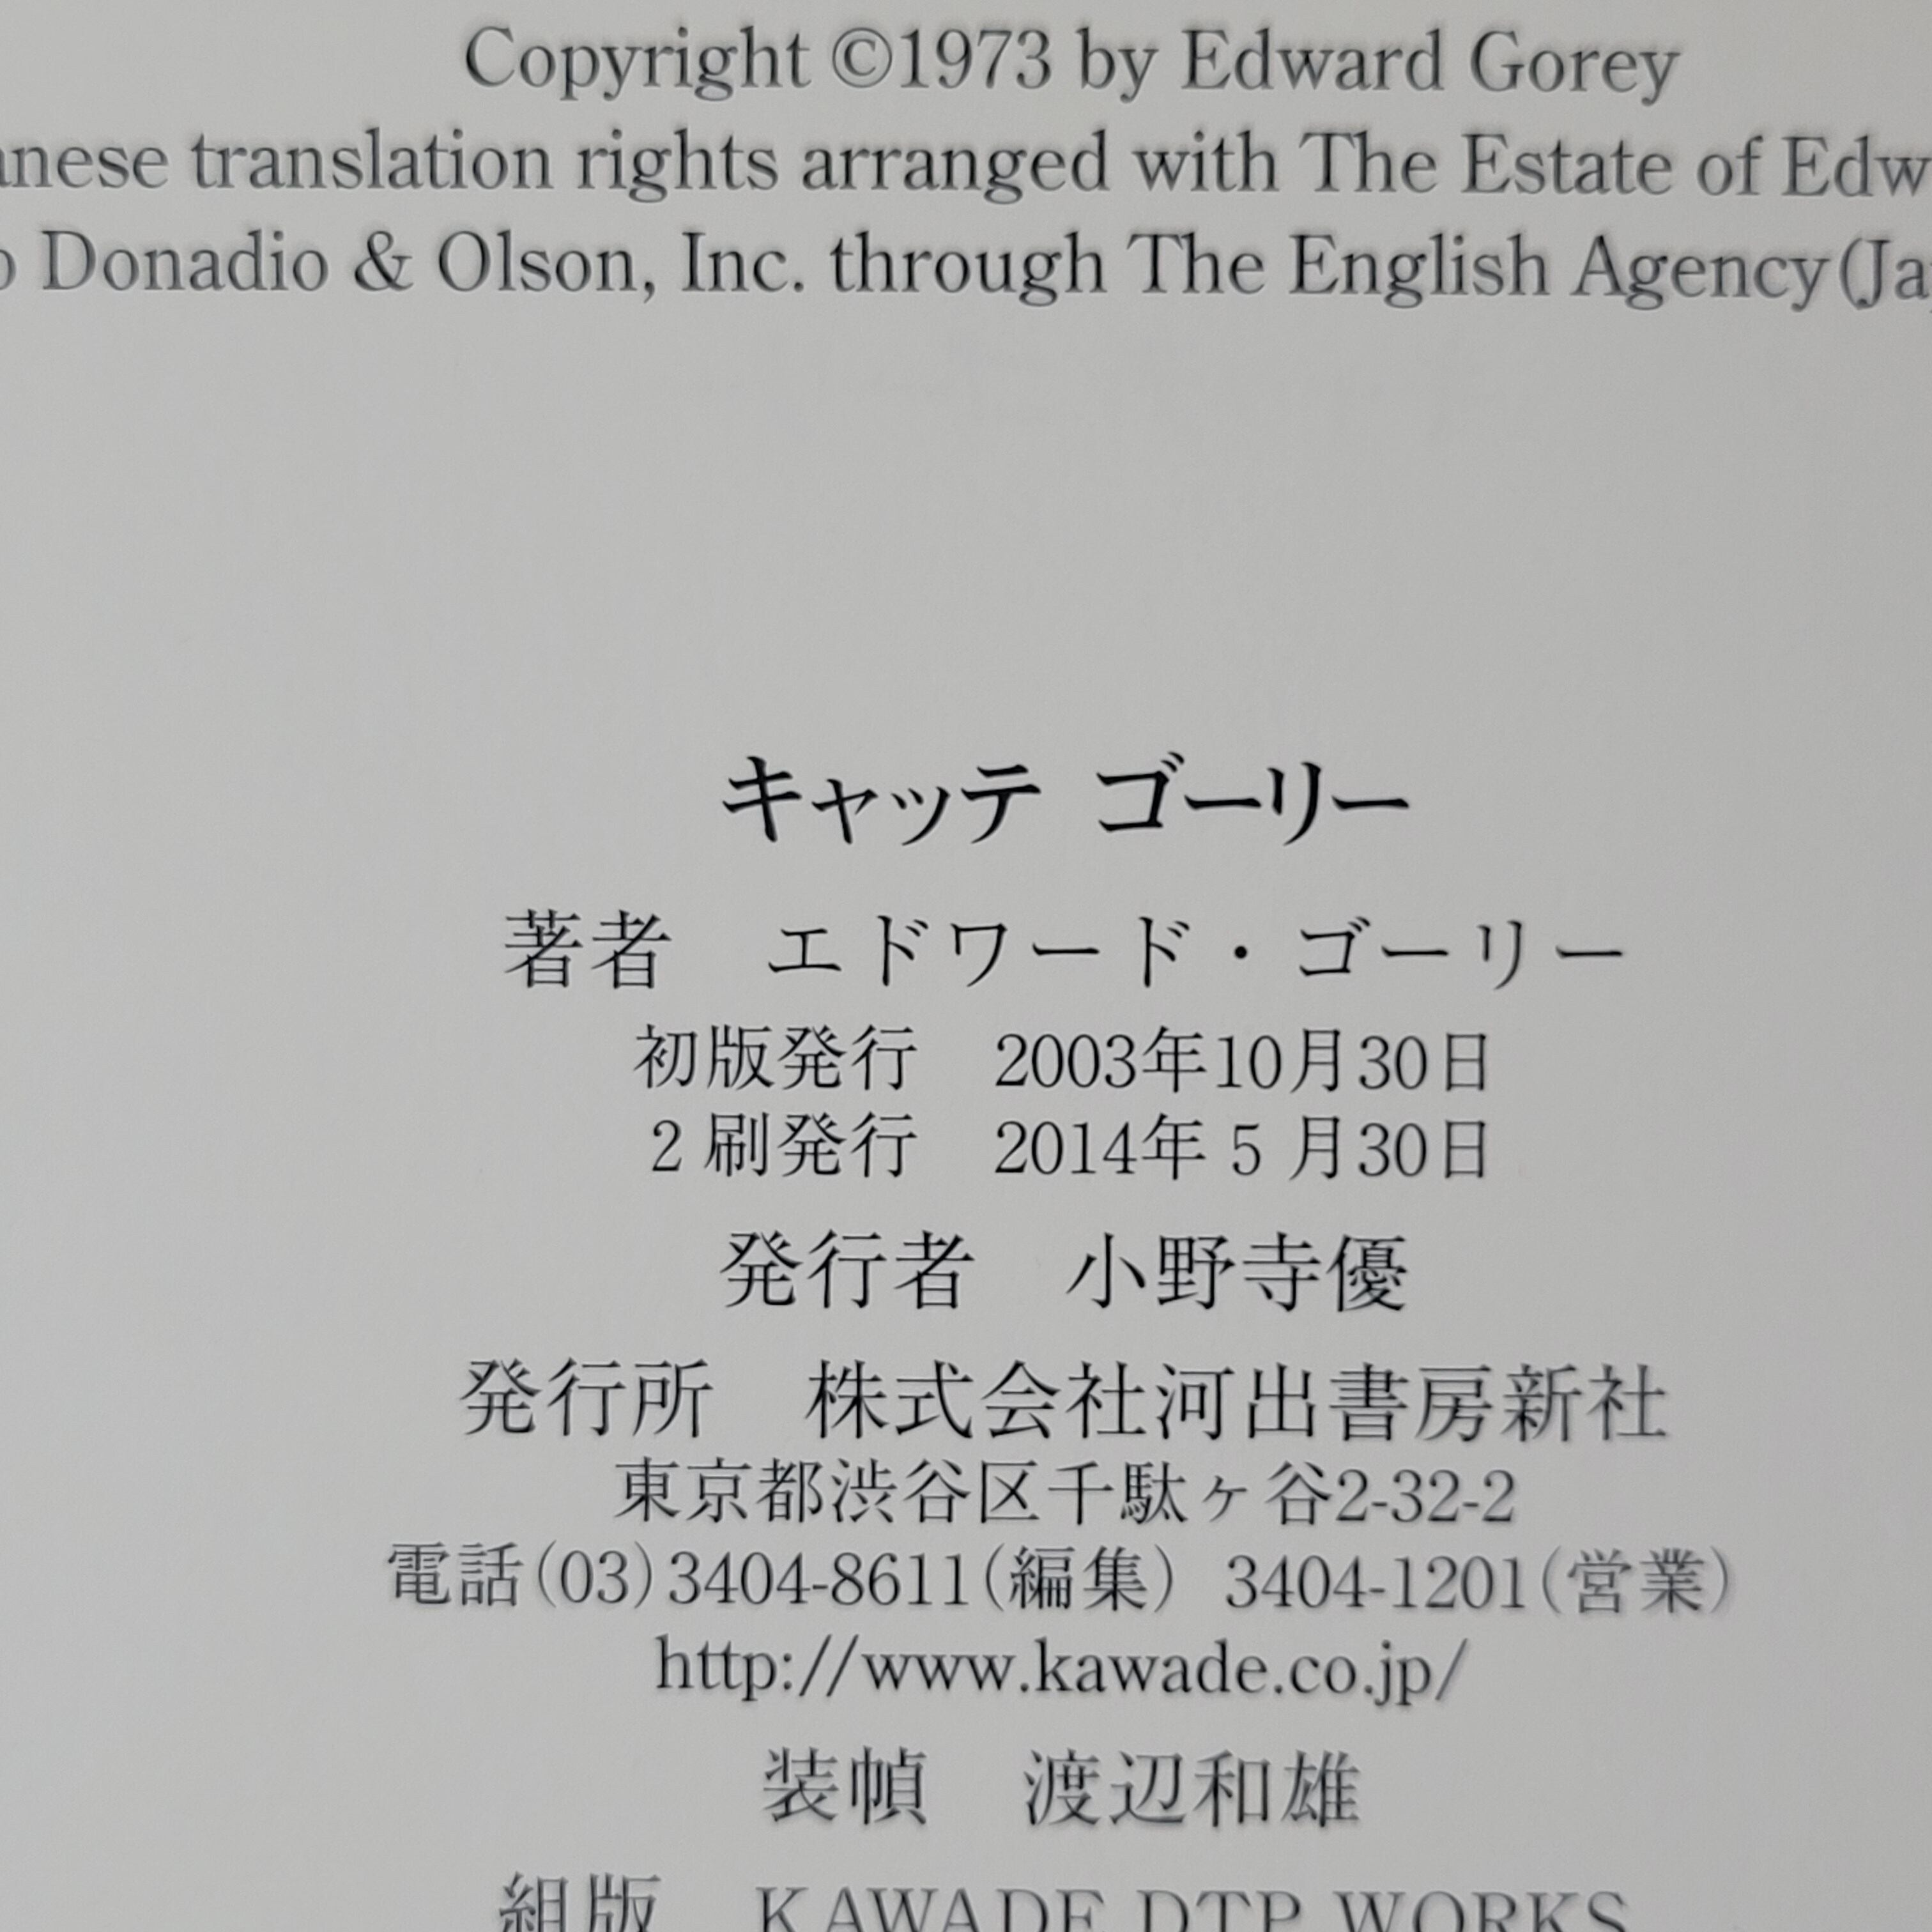 Copyright ©1973 by Edward Gorey
translation rights arranged with The Estate of
Donadio & Olson, Inc. through The English Agency
キャッテ ゴーリー
著者　エドワード・ゴーリー
初版発行　2003年10月30日
2刷発行　2014年5月30日
発行者　小野寺優
発行所　株式会社河出書房新社
東京都渋谷区千駄ヶ谷2-32-2
電話(03)3404-8611(編集) 3404-1201(営業)
http://www.kawade.co.jp/
装幀　渡辺和雄
組版　KAWADE DTP WORKS